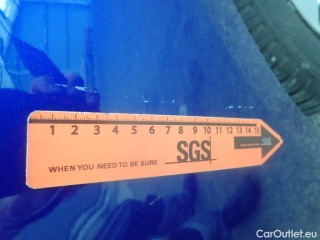 1 2 3 4 5 6 7 8 9 10 11 12 13 14 15
WHEN YOU NEED TO BE SURE
SGS
CarOutlet.eu